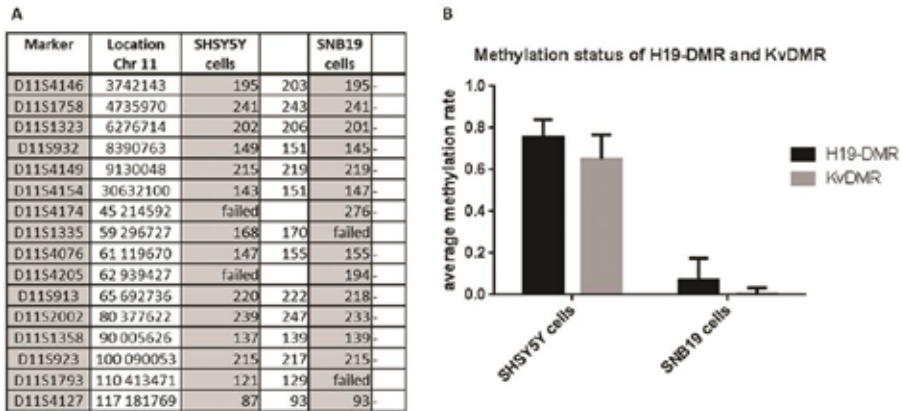 A
Marker Location Chr 11 SHSY5Y cells SNB19 cells
D11S4146 3742143 195 203 195 -
D11S1758 4735970 241 243 241 -
D11S1323 6276714 202 206 201 -
D11S932 8390763 149 151 145 -
D11S4149 9130048 215 219 219 -
D11S4154 30632100 143 151 147 -
D11S4174 45 214592 failed 276 -
D11S1335 59 296727 168 170 failed
D11S4076 61 119670 147 155 155 -
D11S4205 62 939427 failed 194 -
D11S913 65 692736 220 222 218 -
D11S2002 80 377622 239 247 233 -
D11S1358 90 005626 137 139 139 -
D11S923 100 090053 215 217 215 -
D11S1793 110 413471 121 129 failed
D11S4127 117 181769 87 93 93 -
B
Methylation status of H19-DMR and KvDMR
average methylation rate
1.0
0.8
0.6
0.4
0.2
0.0
SHSY5Y cells
SNB19 cells
H19-DMR
KvDMR